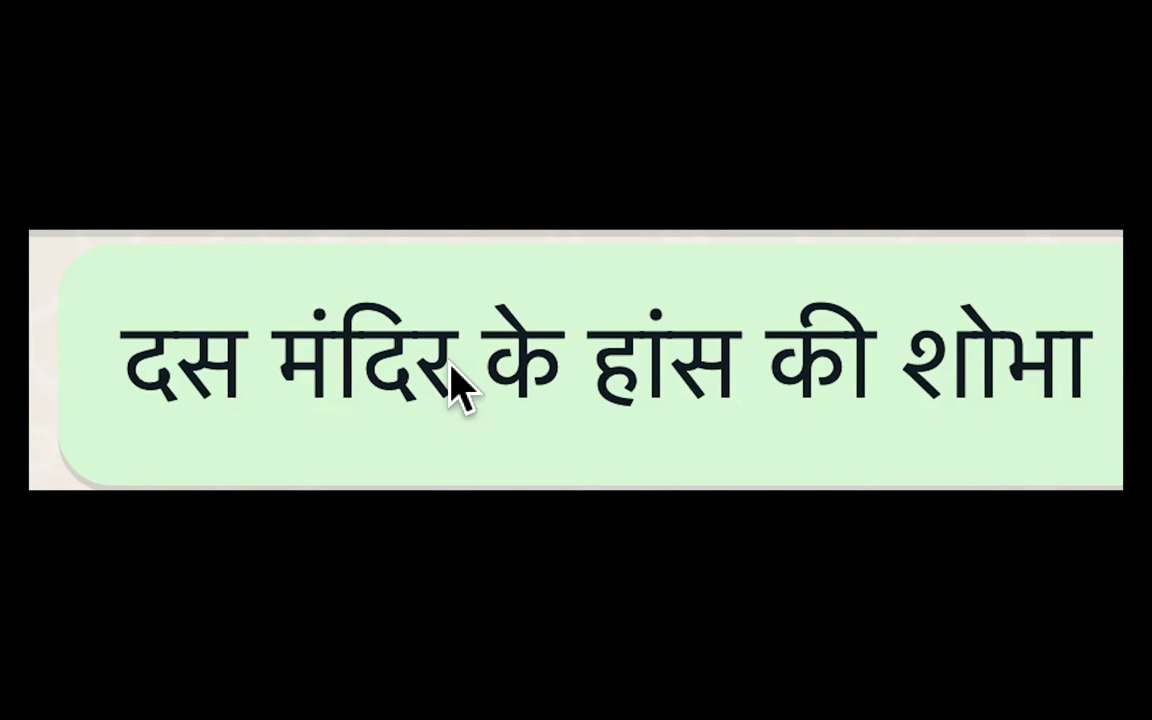 दस मंदिर के हांस की शोभा